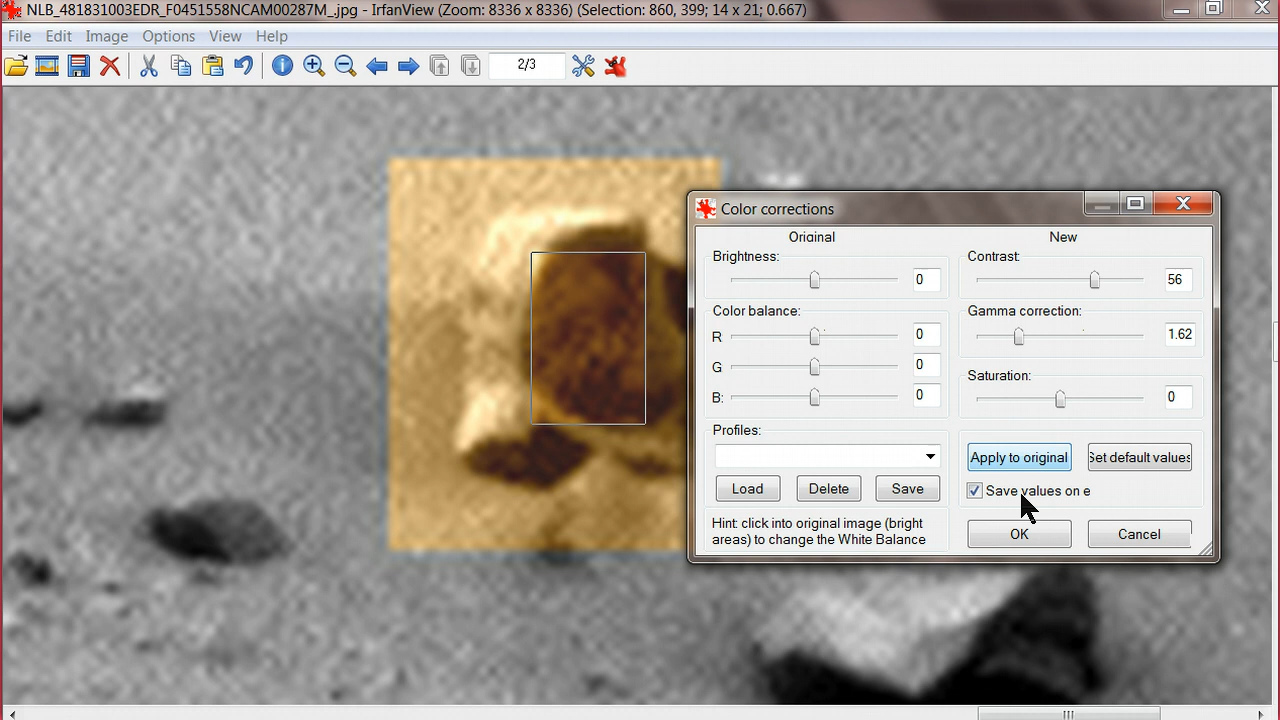 NLB_481831003EDR_F0451558NCAM00287M_.jpg - IrfanView (Zoom: 8336 x 8336) (Selection: 860, 399; 14 x 21; 0.667)
File Edit Image Options View Help
2/3
Color corrections
Original New
Brightness: 0
Contrast: 56
Color balance:
R 0
G 0
B: 0
Gamma correction: 1.62
Saturation: 0
Profiles:
Load Delete Save
Apply to original Set default values
Save values on e
Hint: click into original image (bright
areas) to change the White Balance
OK Cancel